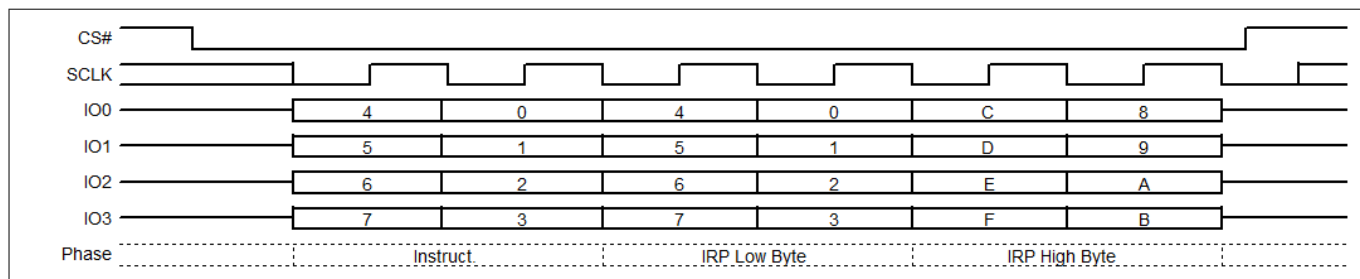 CS#
SCLK
IO0 4 0 4 0 C 8
IO1 5 1 5 1 D 9
IO2 6 2 6 2 E A
IO3 7 3 7 3 F B
Phase Instruct. IRP Low Byte IRP High Byte